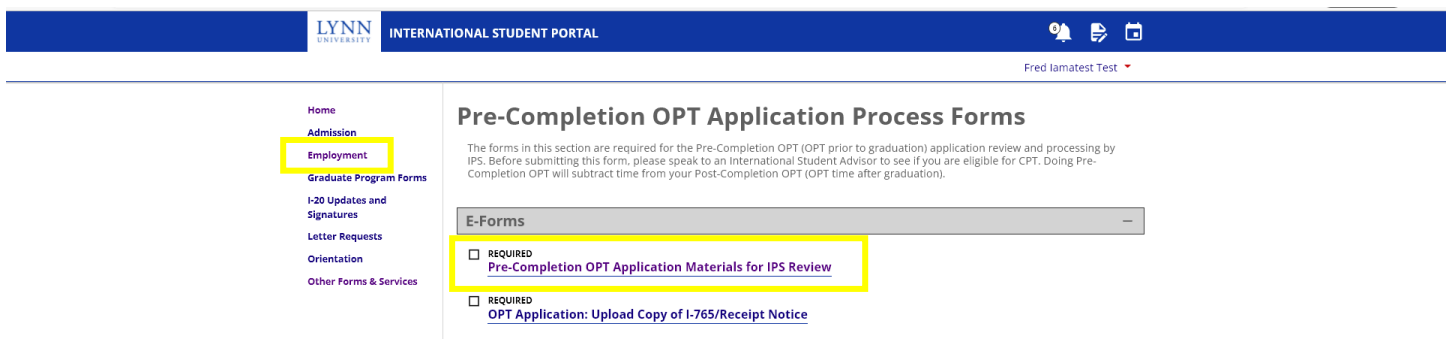 LYNN
UNIVERSITY
INTERNATIONAL STUDENT PORTAL
6
Fred Iamatest Test
Home
Admission
Employment
Graduate Program Forms
I-20 Updates and
Signatures
Letter Requests
Orientation
Other Forms & Services
Pre-Completion OPT Application Process Forms
The forms in this section are required for the Pre-Completion OPT (OPT prior to graduation) application review and processing by
IPS. Before submitting this form, please speak to an International Student Advisor to see if you are eligible for CPT. Doing Pre-
Completion OPT will subtract time from your Post-Completion OPT (OPT time after graduation).
E-Forms
REQUIRED
Pre-Completion OPT Application Materials for IPS Review
REQUIRED
OPT Application: Upload Copy of I-765/Receipt Notice